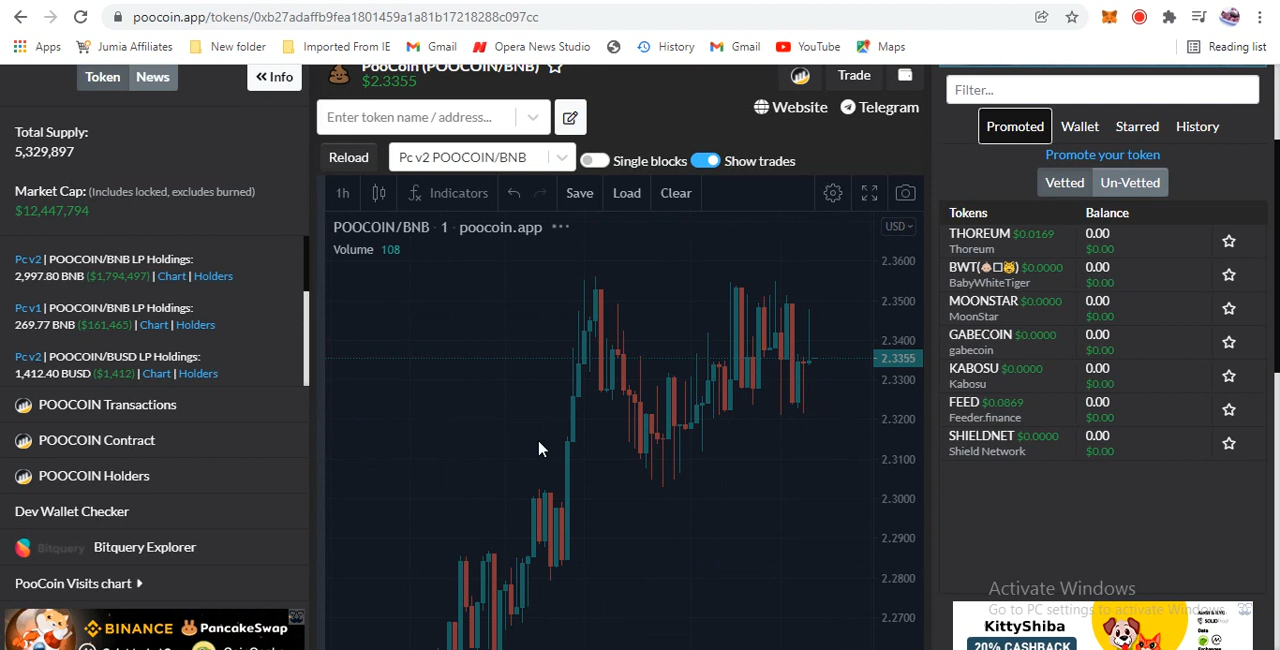 poocoin.app/tokens/0xb27adaffb9fea1801459a1a81b17218288c097cc
Apps Jumia Affiliates New folder Imported From IE Gmail Opera News Studio History Gmail YouTube Maps Reading list
Token News « Info
Total Supply:
5,329,897
Market Cap: (Includes locked, excludes burned)
$12,447,794
Pc v2 | POOCOIN/BNB LP Holdings:
2,997.80 BNB ($1,794,497) | Chart | Holders
Pc v1 | POOCOIN/BNB LP Holdings:
269.77 BNB ($161,465) | Chart | Holders
Pc v2 | POOCOIN/BUSD LP Holdings:
1,412.40 BUSD ($1,412) | Chart | Holders
POOCOIN Transactions
POOCOIN Contract
POOCOIN Holders
Dev Wallet Checker
Bitquery Bitquery Explorer
PooCoin Visits chart
BINANCE PancakeSwap
PooCoin (POOCOIN/BNB)
$2.3355
Trade
Enter token name / address...
Website Telegram
Reload Pc v2 POOCOIN/BNB Single blocks Show trades
1h Indicators Save Load Clear
POOCOIN/BNB · 1 · poocoin.app ···
USD
Volume 108
2.3600
2.3500
2.3400
2.3355
2.3300
2.3200
2.3100
2.3000
2.2900
2.2800
2.2700
Filter...
Promoted Wallet Starred History
Promote your token
Vetted Un-Vetted
Tokens Balance
THOREUM $0.0169 0.00
Thoreum $0.00
BWT(👶🏻□🐯) $0.0000 0.00
BabyWhiteTiger $0.00
MOONSTAR $0.0000 0.00
MoonStar $0.00
GABECOIN $0.0000 0.00
gabecoin $0.00
KABOSU $0.0000 0.00
Kabosu $0.00
FEED $0.0869 0.00
Feeder.finance $0.00
SHIELDNET $0.0000 0.00
Shield Network $0.00
Activate Windows
Go to PC settings to activate Windows.
KittyShiba
20% CASHBACK